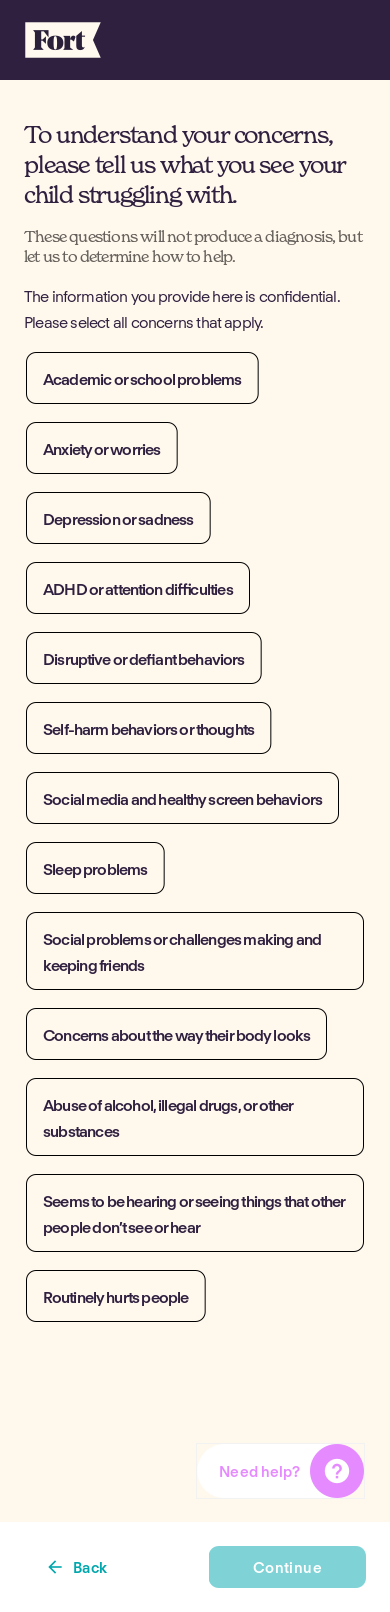 Fort
To understand your concerns,
please tell us what you see your
child struggling with.
These questions will not produce a diagnosis, but
let us to determine how to help.
The information you provide here is confidential.
Please select all concerns that apply.
Academic or school problems
Anxiety or worries
Depression or sadness
ADHD or attention difficulties
Disruptive or defiant behaviors
Self-harm behaviors or thoughts
Social media and healthy screen behaviors
Sleep problems
Social problems or challenges making and
keeping friends
Concerns about the way their body looks
Abuse of alcohol, illegal drugs, or other
substances
Seems to be hearing or seeing things that other
people don't see or hear
Routinely hurts people
Need help?
Back
Continue